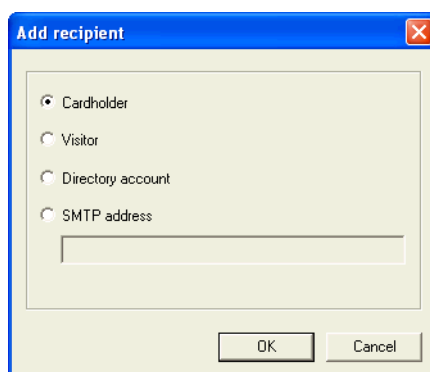 Add recipient
Cardholder
Visitor
Directory account
SMTP address
OK Cancel